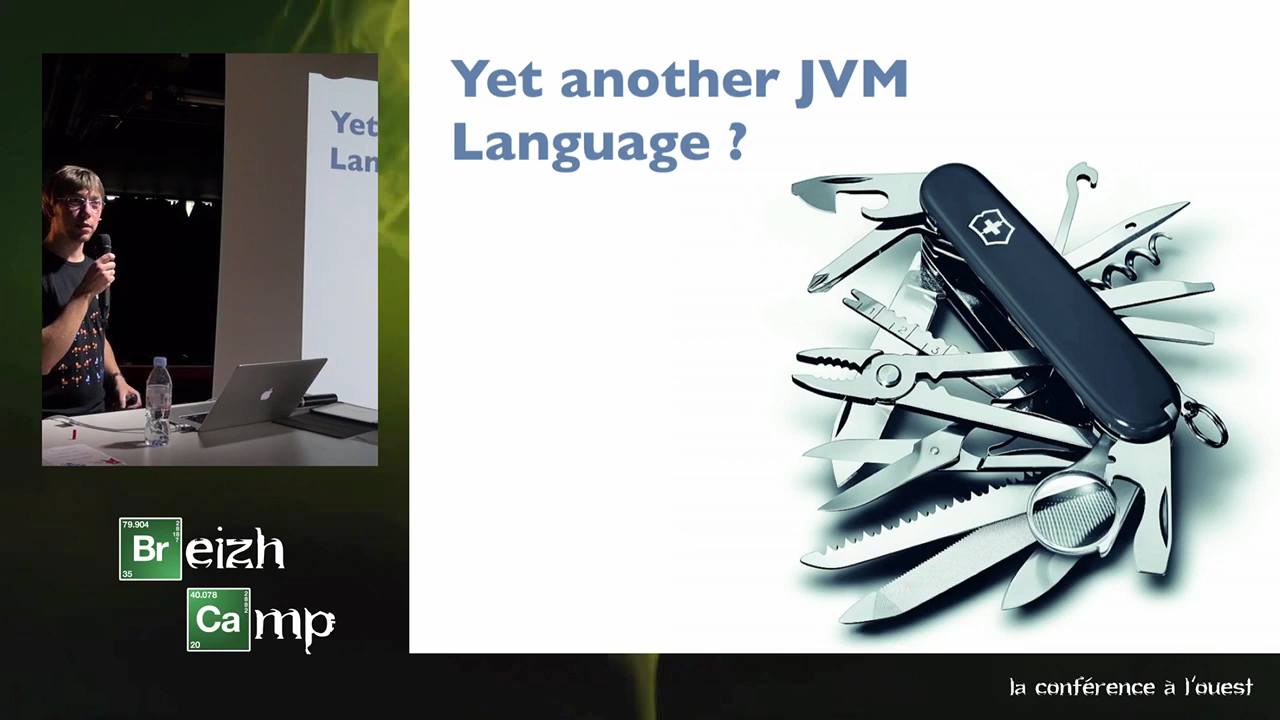 Yet another JVM
Language ?
Yet
Lan
79.904
Br
35
eizh
40.078
Ca
20
mp
la conférence à l'ouest